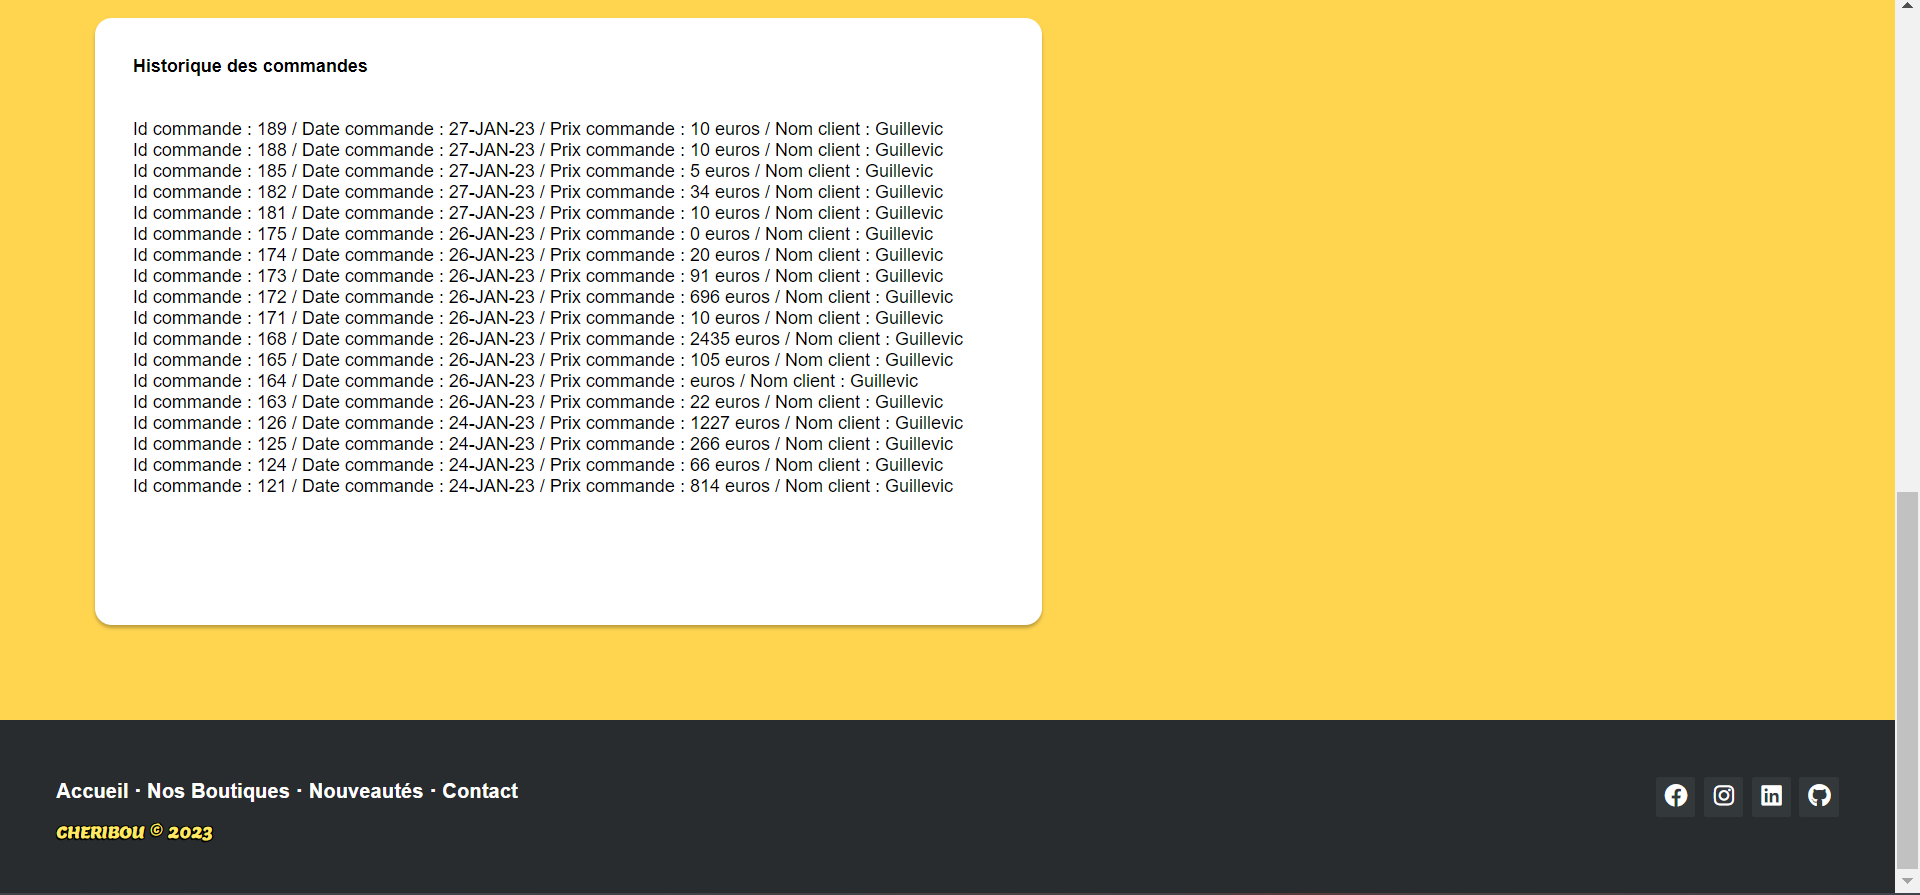 Historique des commandes
Id commande : 189 / Date commande : 27-JAN-23 / Prix commande : 10 euros / Nom client : Guillevic
Id commande : 188 / Date commande : 27-JAN-23 / Prix commande : 10 euros / Nom client : Guillevic
Id commande : 185 / Date commande : 27-JAN-23 / Prix commande : 5 euros / Nom client : Guillevic
Id commande : 182 / Date commande : 27-JAN-23 / Prix commande : 34 euros / Nom client : Guillevic
Id commande : 181 / Date commande : 27-JAN-23 / Prix commande : 10 euros / Nom client : Guillevic
Id commande : 175 / Date commande : 26-JAN-23 / Prix commande : 0 euros / Nom client : Guillevic
Id commande : 174 / Date commande : 26-JAN-23 / Prix commande : 20 euros / Nom client : Guillevic
Id commande : 173 / Date commande : 26-JAN-23 / Prix commande : 91 euros / Nom client : Guillevic
Id commande : 172 / Date commande : 26-JAN-23 / Prix commande : 696 euros / Nom client : Guillevic
Id commande : 171 / Date commande : 26-JAN-23 / Prix commande : 10 euros / Nom client : Guillevic
Id commande : 168 / Date commande : 26-JAN-23 / Prix commande : 2435 euros / Nom client : Guillevic
Id commande : 165 / Date commande : 26-JAN-23 / Prix commande : 105 euros / Nom client : Guillevic
Id commande : 164 / Date commande : 26-JAN-23 / Prix commande : euros / Nom client : Guillevic
Id commande : 163 / Date commande : 26-JAN-23 / Prix commande : 22 euros / Nom client : Guillevic
Id commande : 126 / Date commande : 24-JAN-23 / Prix commande : 1227 euros / Nom client : Guillevic
Id commande : 125 / Date commande : 24-JAN-23 / Prix commande : 266 euros / Nom client : Guillevic
Id commande : 124 / Date commande : 24-JAN-23 / Prix commande : 66 euros / Nom client : Guillevic
Id commande : 121 / Date commande : 24-JAN-23 / Prix commande : 814 euros / Nom client : Guillevic
Accueil · Nos Boutiques · Nouveautés · Contact
CHERIBOU © 2023